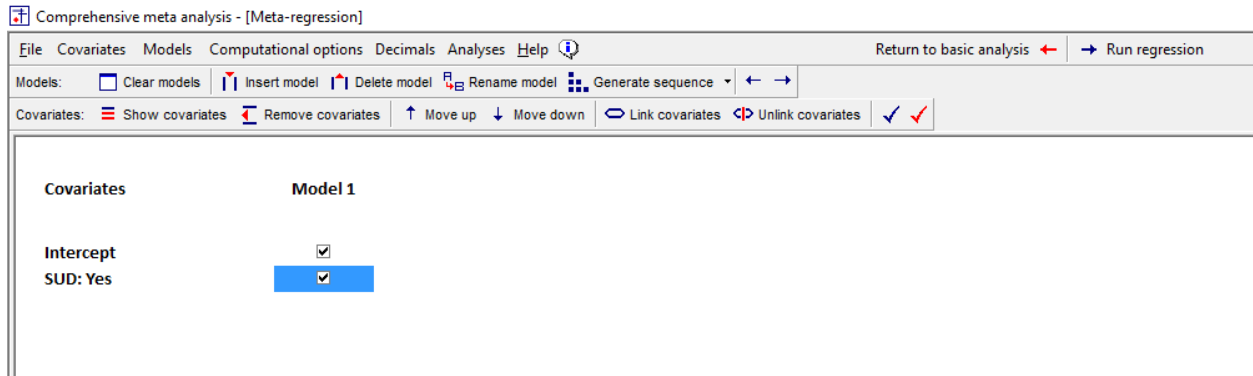 Comprehensive meta analysis - [Meta-regression]
File Covariates Models Computational options Decimals Analyses Help Return to basic analysis Run regression
Models: Clear models Insert model Delete model Rename model Generate sequence
Covariates: Show covariates Remove covariates Move up Move down Link covariates Unlink covariates
Covariates Model 1
Intercept
SUD: Yes